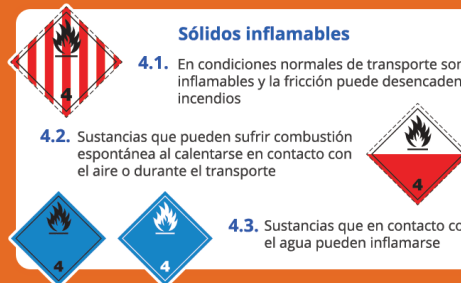 Sólidos inflamables
4.1. En condiciones normales de transporte son
inflamables y la fricción puede
incendios
4
4.2. Sustancias que pueden sufrir combustión
espontánea al calentarse en contacto con
el aire o durante el transporte
4
4.3. Sustancias que en contacto
el agua pueden inflamarse
4
4